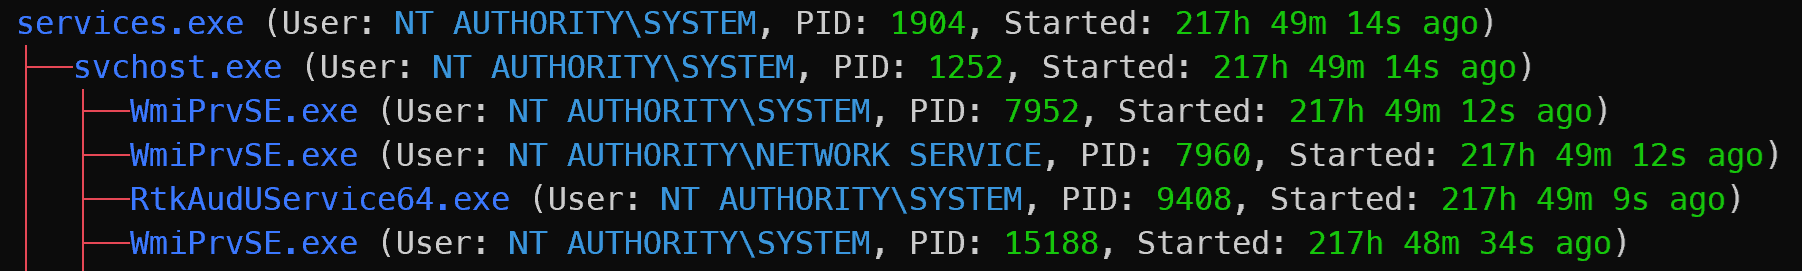 services.exe (User: NT AUTHORITY\SYSTEM, PID: 1904, Started: 217h 49m 14s ago)
svchost.exe (User: NT AUTHORITY\SYSTEM, PID: 1252, Started: 217h 49m 14s ago)
WmiPrvSE.exe (User: NT AUTHORITY\SYSTEM, PID: 7952, Started: 217h 49m 12s ago)
WmiPrvSE.exe (User: NT AUTHORITY\NETWORK SERVICE, PID: 7960, Started: 217h 49m 12s ago)
RtkAudUService64.exe (User: NT AUTHORITY\SYSTEM, PID: 9408, Started: 217h 49m 9s ago)
WmiPrvSE.exe (User: NT AUTHORITY\SYSTEM, PID: 15188, Started: 217h 48m 34s ago)